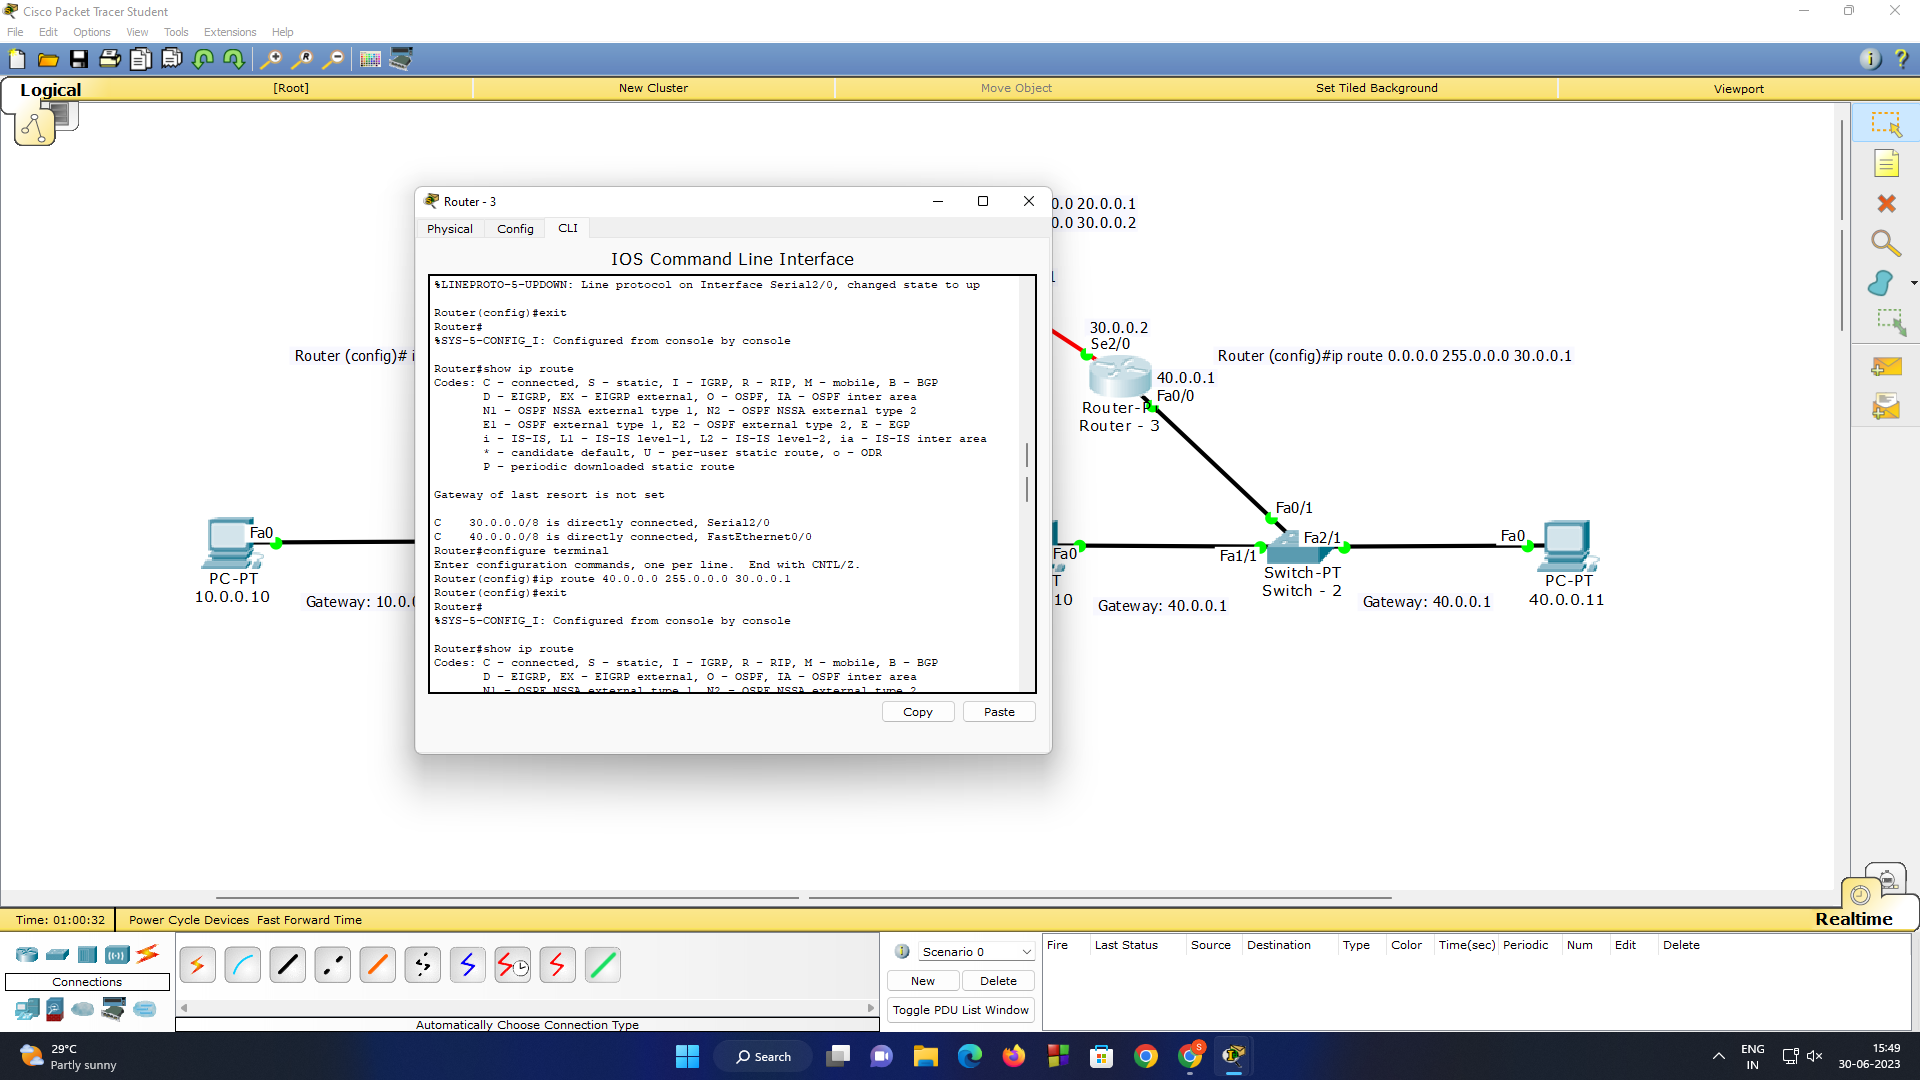 Cisco Packet Tracer Student
File Edit Options View Tools Extensions Help
Logical [Root] New Cluster Move Object Set Tiled Background Viewport
Router - 3
Physical Config CLI
IOS Command Line Interface
%LINEPROTO-5-UPDOWN: Line protocol on Interface Serial2/0, changed state to up
Router(config)#exit
Router#
%SYS-5-CONFIG_I: Configured from console by console
Router#show ip route
Codes: C - connected, S - static, I - IGRP, R - RIP, M - mobile, B - BGP
D - EIGRP, EX - EIGRP external, O - OSPF, IA - OSPF inter area
N1 - OSPF NSSA external type 1, N2 - OSPF NSSA external type 2
E1 - OSPF external type 1, E2 - OSPF external type 2, E - EGP
i - IS-IS, L1 - IS-IS level-1, L2 - IS-IS level-2, ia - IS-IS inter area
* - candidate default, U - per-user static route, o - ODR
P - periodic downloaded static route
Gateway of last resort is not set
C 30.0.0.0/8 is directly connected, Serial2/0
C 40.0.0.0/8 is directly connected, FastEthernet0/0
Router#configure terminal
Enter configuration commands, one per line. End with CNTL/Z.
Router(config)#ip route 40.0.0.0 255.0.0.0 30.0.0.1
Router(config)#exit
Router#
%SYS-5-CONFIG_I: Configured from console by console
Router#show ip route
Codes: C - connected, S - static, I - IGRP, R - RIP, M - mobile, B - BGP
D - EIGRP, EX - EIGRP external, O - OSPF, IA - OSPF inter area
N1 - OSPF NSSA external type 1, N2 - OSPF NSSA external type 2
Copy Paste
0.0 20.0.0.1
0.0 30.0.0.2
30.0.0.2
Se2/0
Router (config)# i
Router (config)#ip route 0.0.0.0 255.0.0.0 30.0.0.1
40.0.0.1
Fa0/0
Router-P
Router - 3
Fa0
PC-PT
10.0.0.10
Gateway: 10.0.
Fa0
T
10
Gateway: 40.0.0.1
Fa0/1
Fa1/1
Fa2/1
Switch-PT
Switch - 2
Gateway: 40.0.0.1
Fa0
PC-PT
40.0.0.11
Time: 01:00:32 Power Cycle Devices Fast Forward Time Realtime
Connections
Automatically Choose Connection Type
Scenario 0
New Delete
Toggle PDU List Window
Fire Last Status Source Destination Type Color Time(sec) Periodic Num Edit Delete
29°C
Partly sunny
Search
S
ENG
IN
15:49
30-06-2023